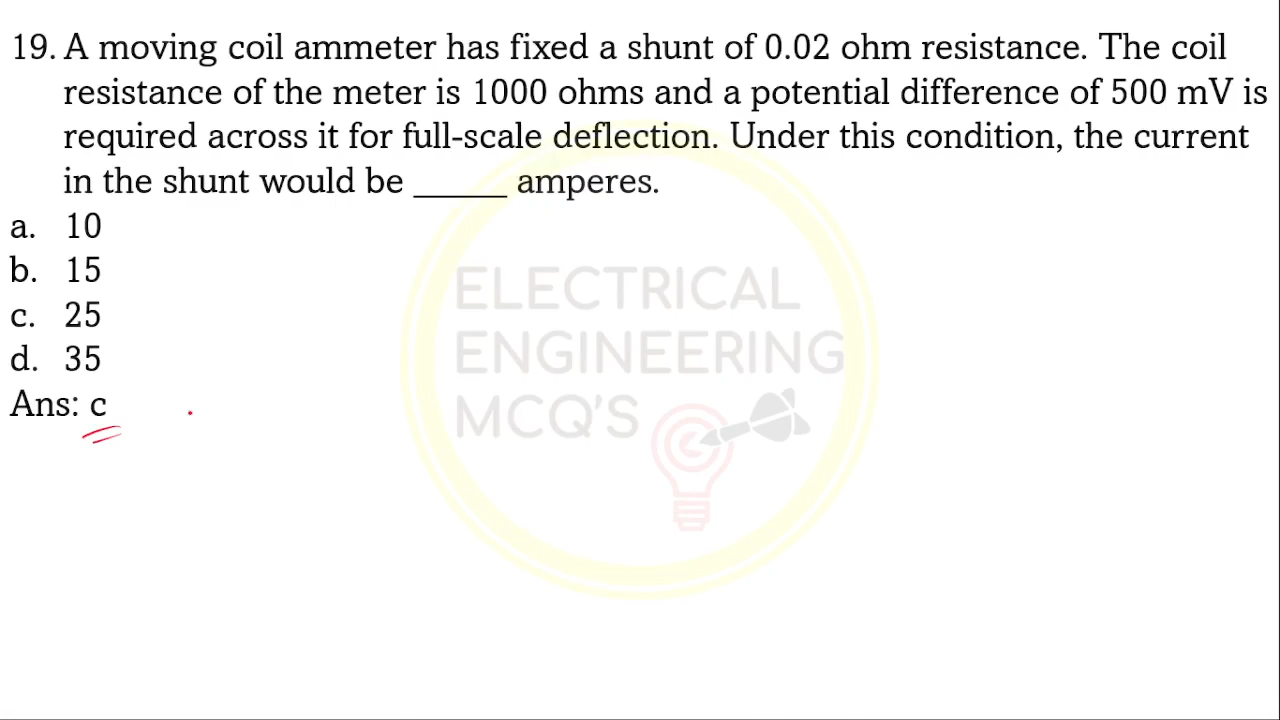 19. A moving coil ammeter has fixed a shunt of 0.02 ohm resistance. The coil
resistance of the meter is 1000 ohms and a potential difference of 500 mV is
required across it for full-scale deflection. Under this condition, the current
in the shunt would be _____ amperes.
a. 10
b. 15
c. 25
d. 35
Ans: c
ELECTRICAL
ENGINEERING
MCQ'S